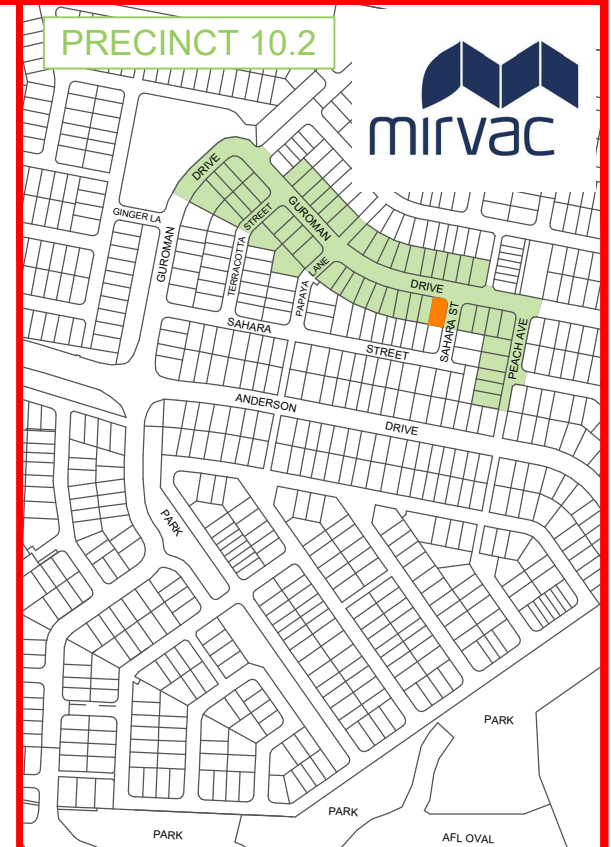 PRECINCT 10.2
mirvac
DRIVE
STREET
GUROMAN
GINGER LA
GUROMAN
TERRACOTTA
LANE
PAPAYA
DRIVE
SAHARA
STREET
SAHARA ST
PEACH AVE
ANDERSON
DRIVE
PARK
PARK
PARK
PARK
AFL OVAL